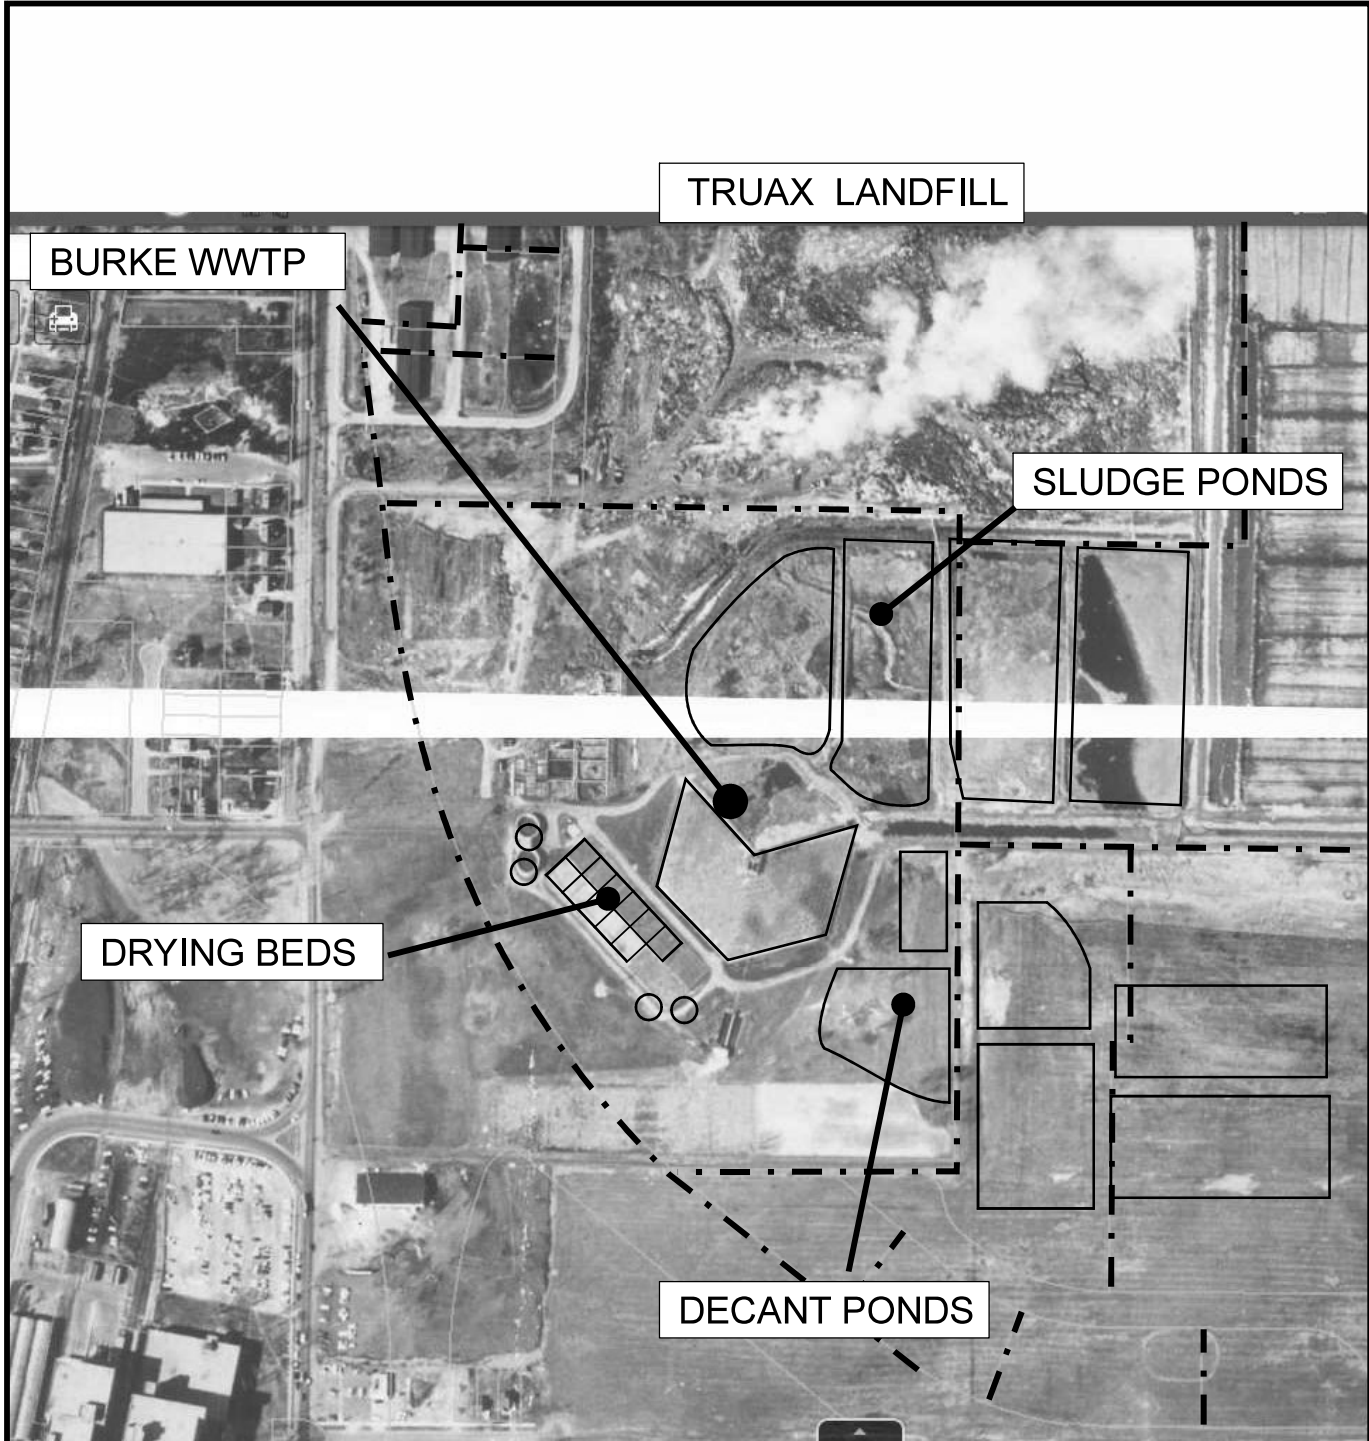 TRUAX LANDFILL
BURKE WWTP
SLUDGE PONDS
DRYING BEDS
DECANT PONDS